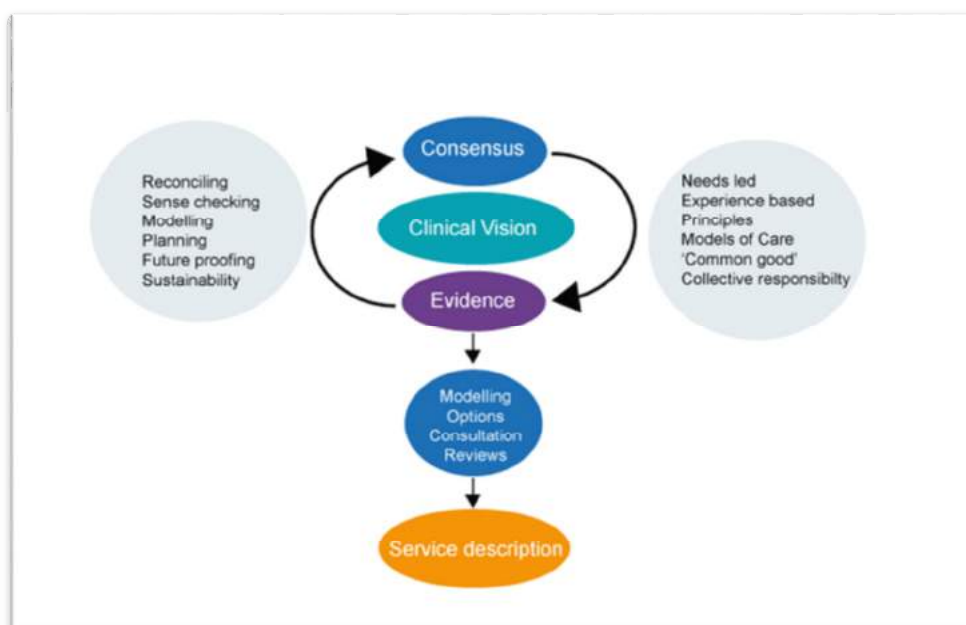 Consensus
Reconciling
Sense checking
Modelling
Planning
Future proofing
Sustainability
Clinical Vision
Needs led
Experience based
Principles
Models of Care
‘Common good’
Collective responsibilty
Evidence
Modelling
Options
Consultation
Reviews
Service description